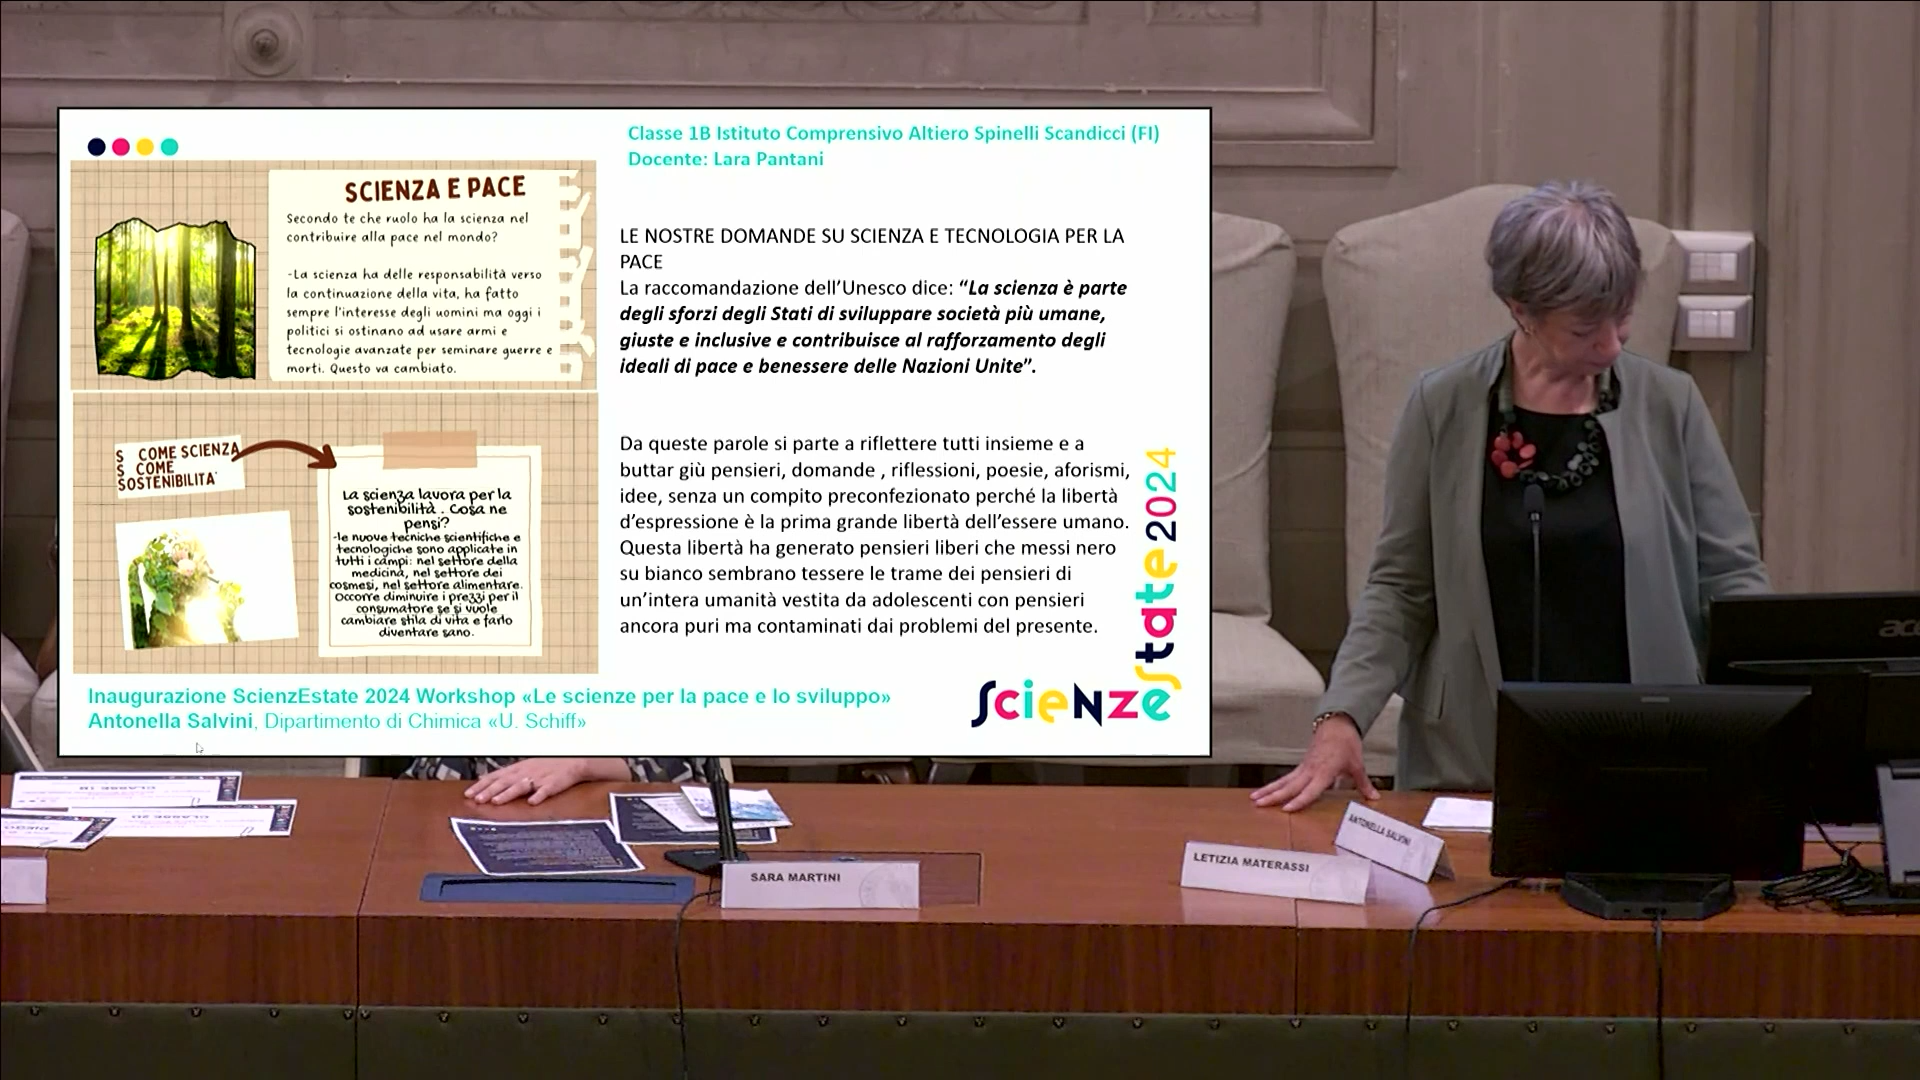 Classe 1B Istituto Comprensivo Altiero Spinelli Scandicci (FI)
Docente: Lara Pantani
SCIENZA E PACE
Secondo te che ruolo ha la scienza nel
contribuire alla pace nel mondo?
-La scienza ha delle responsabilità verso
la continuazione della vita, ha fatto
sempre l'interesse degli uomini ma oggi i
politici si ostinano ad usare armi e
tecnologie avanzate per seminare guerre e
morti. Questo va cambiato.
S COME SCIENZA
S COME
SOSTENIBILITA'
La scienza lavora per la
sostenibilità . Cosa ne
pensi?
-le nuove tecniche scientifiche e
tecnologiche sono applicate in
tutti i campi: nel settore della
medicina, nel settore dei
cosmesi, nel settore alimentare.
Occorre diminuire i prezzi per il
consumatore se si vuole
cambiare stila di vita e farlo
diventare sano.
LE NOSTRE DOMANDE SU SCIENZA E TECNOLOGIA PER LA
PACE
La raccomandazione dell'Unesco dice: “La scienza è parte
degli sforzi degli Stati di sviluppare società più umane,
giuste e inclusive e contribuisce al rafforzamento degli
ideali di pace e benessere delle Nazioni Unite”.
Da queste parole si parte a riflettere tutti insieme e a
buttar giù pensieri, domande , riflessioni, poesie, aforismi,
idee, senza un compito preconfezionato perché la libertà
d'espressione è la prima grande libertà dell'essere umano.
Questa libertà ha generato pensieri liberi che messi nero
su bianco sembrano tessere le trame dei pensieri di
un'intera umanità vestita da adolescenti con pensieri
ancora puri ma contaminati dai problemi del presente.
ScienzEstate2024
Inaugurazione ScienzEstate 2024 Workshop «Le scienze per la pace e lo sviluppo»
Antonella Salvini, Dipartimento di Chimica «U. Schiff»
CLASSE 1B
CLASSE 2D
SARA MARTINI
LETIZIA MATERASSI
ANTONELLA SALVINI